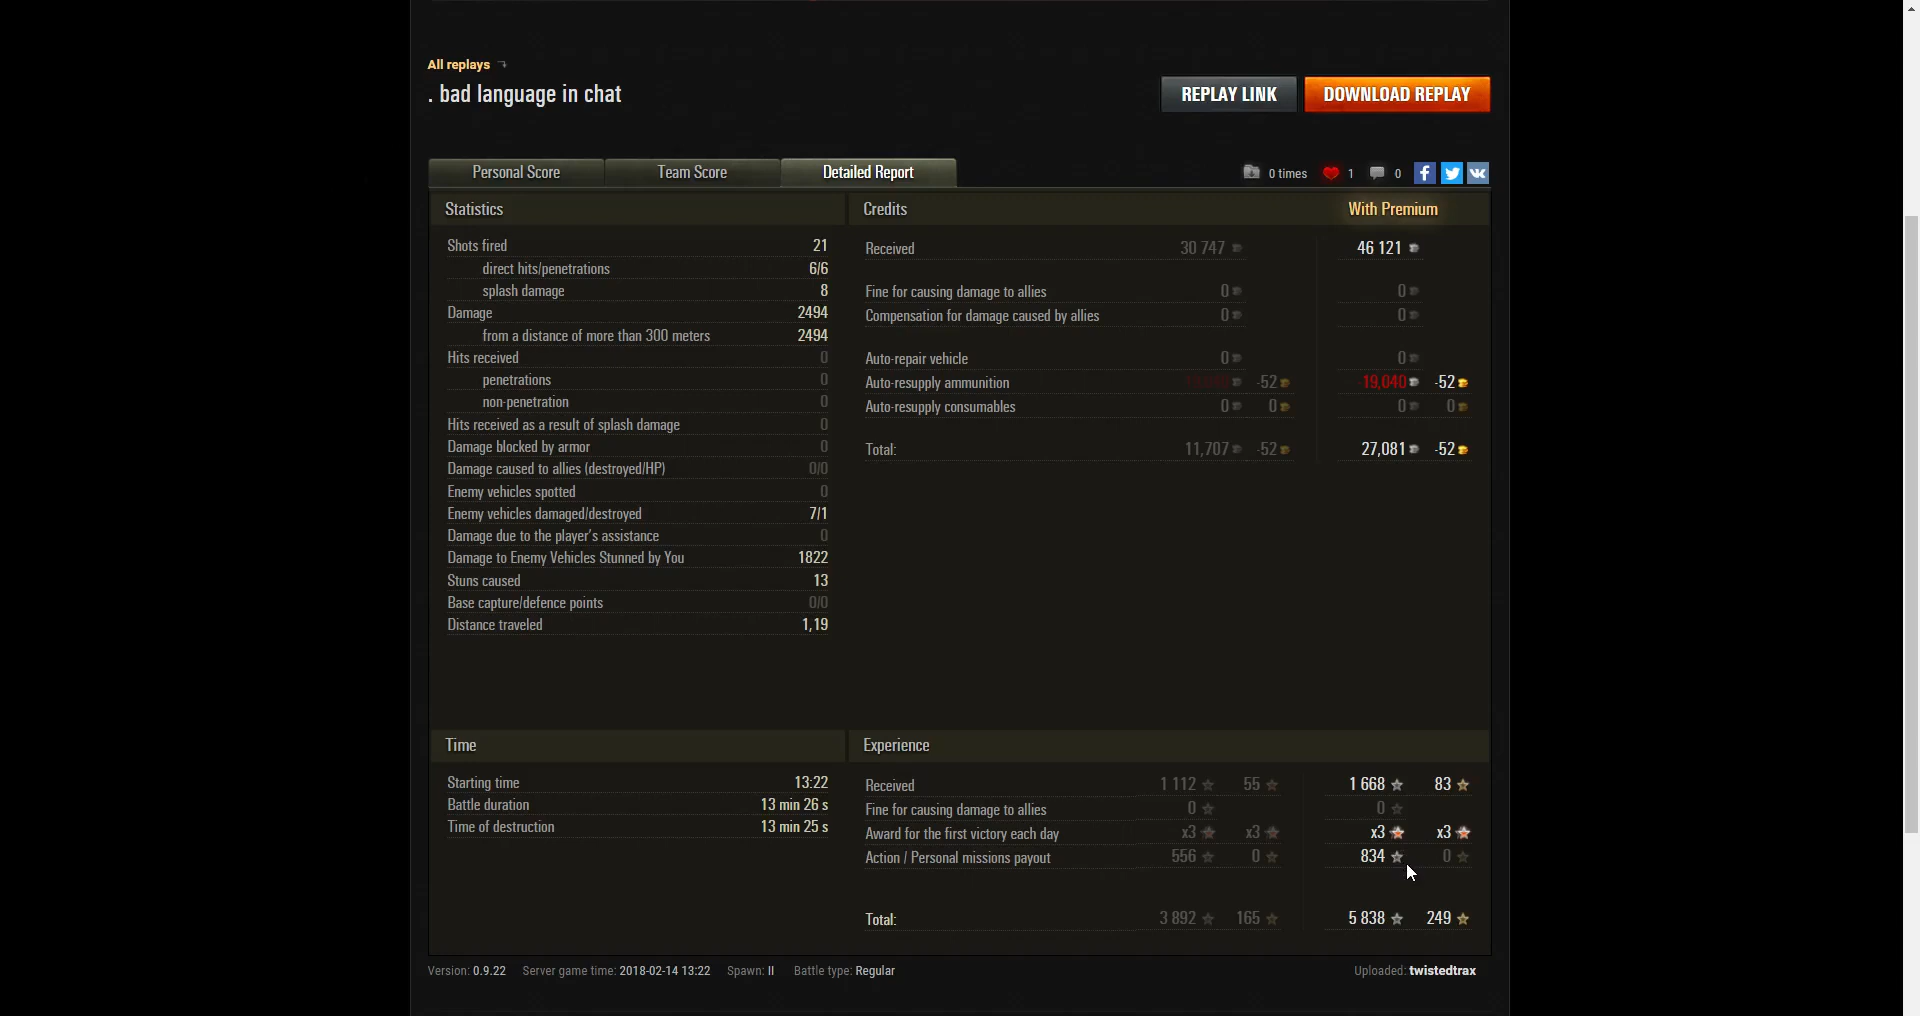 All replays
. bad language in chat
REPLAY LINK DOWNLOAD REPLAY
Personal Score Team Score Detailed Report 0 times 1 0
Statistics Credits With Premium
Shots fired 21
Received 30 747 46 121
direct hits/penetrations 6/6
splash damage 8
Fine for causing damage to allies 0 0
Damage 2494
Compensation for damage caused by allies 0 0
from a distance of more than 300 meters 2494
Hits received 0
Auto-repair vehicle 0 0
penetrations 0
Auto-resupply ammunition -52 -19,040 -52
non-penetration 0
Auto-resupply consumables 0 0 0 0
Hits received as a result of splash damage 0
Damage blocked by armor 0
Total: 11,707 -52 27,081 -52
Damage caused to allies (destroyed/HP) 0/0
Enemy vehicles spotted 0
Enemy vehicles damaged/destroyed 7/1
Damage due to the player's assistance 0
Damage to Enemy Vehicles Stunned by You 1822
Stuns caused 13
Base capture/defence points 0/0
Distance traveled 1,19
Time Experience
Starting time 13:22
Received 1 112 55 1 668 83
Battle duration 13 min 26 s
Fine for causing damage to allies 0 0
Time of destruction 13 min 25 s
Award for the first victory each day x3 x3 x3 x3
Action / Personal missions payout 556 0 834 0
Total: 3 892 165 5 838 249
Version: 0.9.22 Server game time: 2018-02-14 13:22 Spawn: II Battle type: Regular Uploaded: twistedtrax